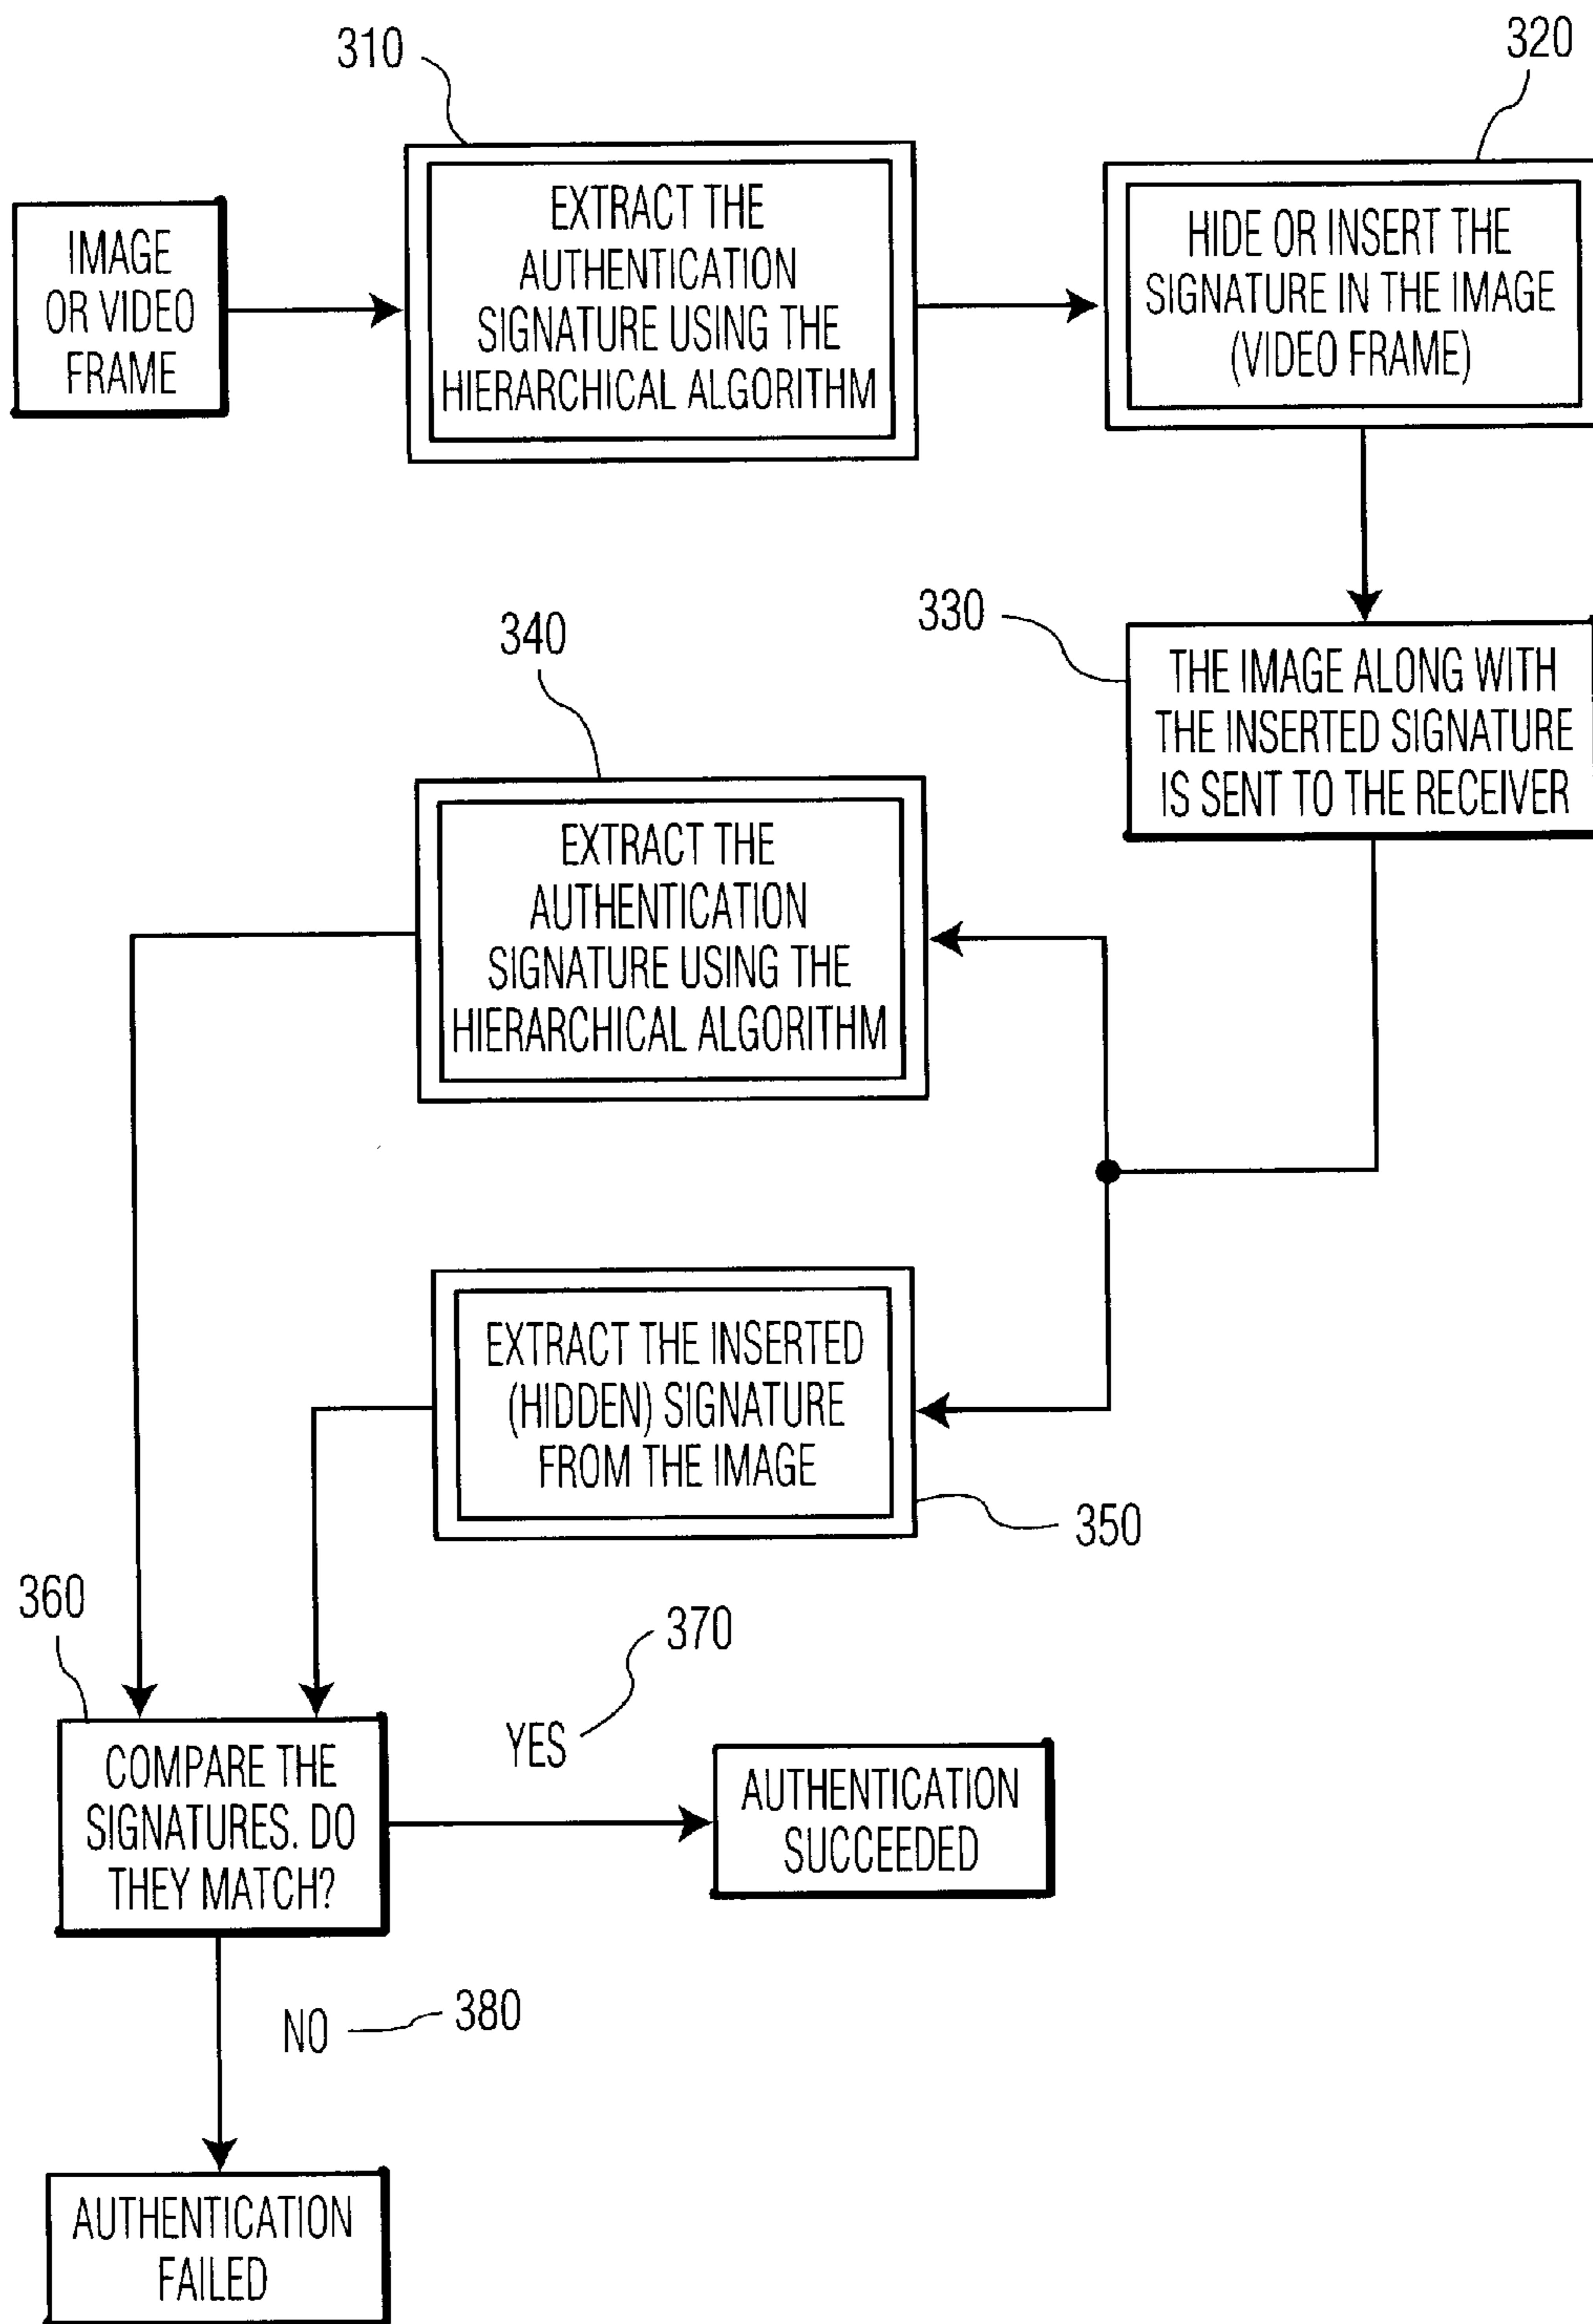 310
320
IMAGE
OR VIDEO
FRAME
EXTRACT THE
AUTHENTICATION
SIGNATURE USING THE
HIERARCHICAL ALGORITHM
HIDE OR INSERT THE
SIGNATURE IN THE IMAGE
(VIDEO FRAME)
330
THE IMAGE ALONG WITH
THE INSERTED SIGNATURE
IS SENT TO THE RECEIVER
340
EXTRACT THE
AUTHENTICATION
SIGNATURE USING THE
HIERARCHICAL ALGORITHM
EXTRACT THE INSERTED
(HIDDEN) SIGNATURE
FROM THE IMAGE
350
360
370
YES
COMPARE THE
SIGNATURES. DO
THEY MATCH?
AUTHENTICATION
SUCCEEDED
NO
380
AUTHENTICATION
FAILED